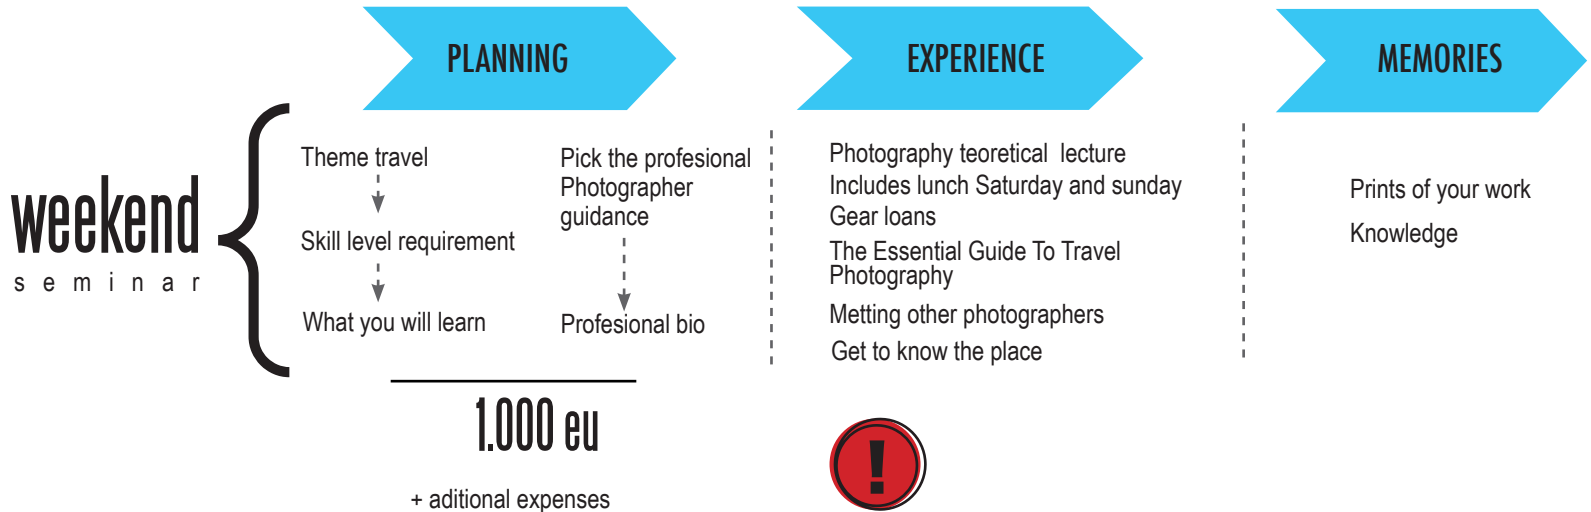 PLANNING
EXPERIENCE
MEMORIES
weekend
seminar
Theme travel
Skill level requirement
What you will learn
Pick the profesional
Photographer
guidance
Profesional bio
1.000 eu
+ aditional expenses
Photography teoretical lecture
Includes lunch Saturday and sunday
Gear loans
The Essential Guide To Travel
Photography
Metting other photographers
Get to know the place
!
Prints of your work
Knowledge